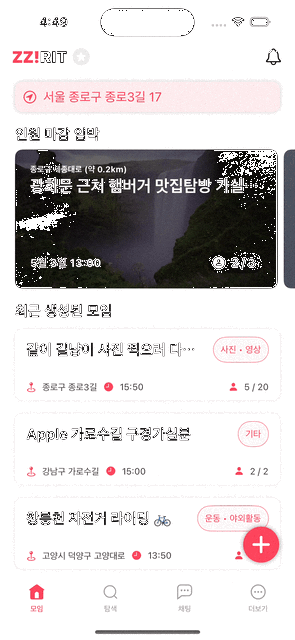 4:49
ZZ!RIT
서울 종로구 종로3길 17
인원 마감 임박
종로구 세종대로 (약 0.2km)
광화문 근처 햄버거 맛집탐방 가실
5월 3일 13:00
2/3
최근 생성된 모임
같이 길냥이 사진 찍으러 다…
사진 • 영상
종로구 종로3길
15:50
5 / 20
Apple 가로수길 구경가실분
기타
강남구 가로수길
15:00
2 / 2
창릉천 자전거 라이딩 🚲
운동 • 야외활동
고양시 덕양구 고양대로
13:50
모임
탐색
채팅
더보기